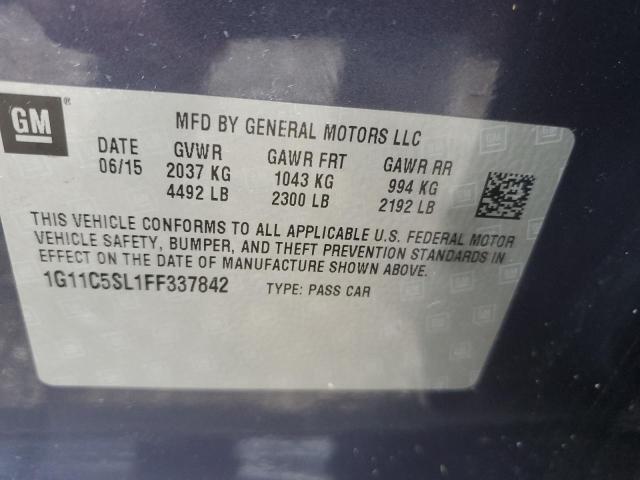 GM ®
MFD BY GENERAL MOTORS LLC
DATE GVWR GAWR FRT GAWR RR
06/15 2037 KG 1043 KG 994 KG
4492 LB 2300 LB 2192 LB
THIS VEHICLE CONFORMS TO ALL APPLICABLE U.S. FEDERAL MOTOR
VEHICLE SAFETY, BUMPER, AND THEFT PREVENTION STANDARDS IN
EFFECT ON THE DATE OF MANUFACTURE SHOWN ABOVE.
1G11C5SL1FF337842 TYPE: PASS CAR